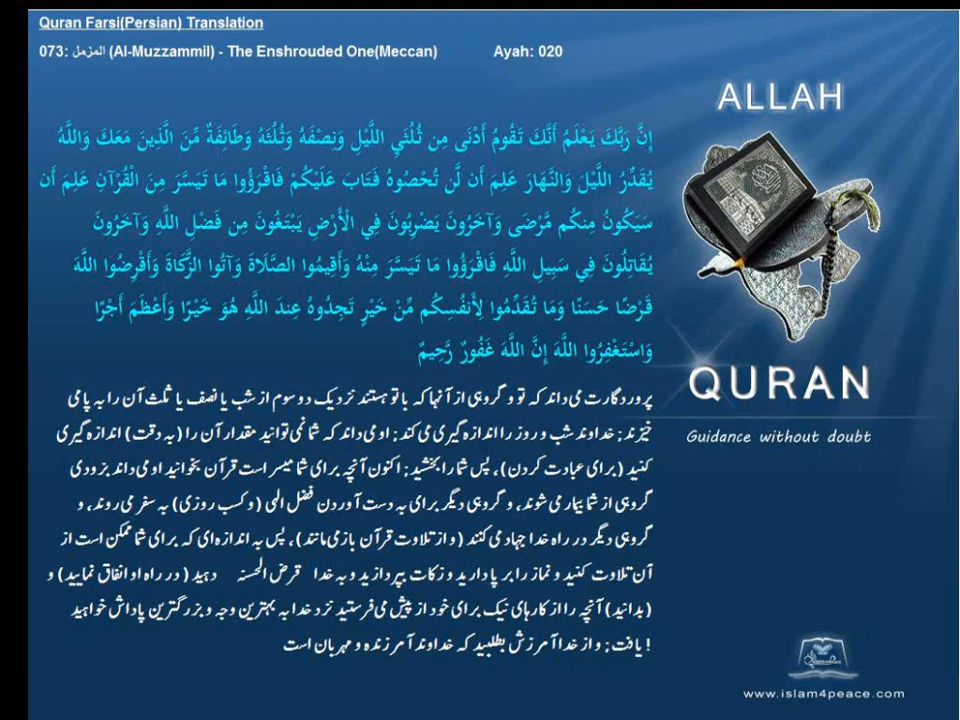 Quran Farsi(Persian) Translation
073: المزمل (Al-Muzzammil) - The Enshrouded One(Meccan) Ayah: 020
ALLAH
إِنَّ رَبَّكَ يَعْلَمُ أَنَّكَ تَقُومُ أَدْنَى مِن ثُلُثَيِ اللَّيْلِ وَنِصْفَهُ وَثُلُثَهُ وَطَائِفَةٌ مِّنَ الَّذِينَ مَعَكَ وَاللَّهُ
يُقَدِّرُ اللَّيْلَ وَالنَّهَارَ عَلِمَ أَن لَّن تُحْصُوهُ فَتَابَ عَلَيْكُمْ فَاقْرَؤُوا مَا تَيَسَّرَ مِنَ الْقُرْآنِ عَلِمَ أَن
سَيَكُونُ مِنكُم مَّرْضَى وَآخَرُونَ يَضْرِبُونَ فِي الْأَرْضِ يَبْتَغُونَ مِن فَضْلِ اللَّهِ وَآخَرُونَ
يُقَاتِلُونَ فِي سَبِيلِ اللَّهِ فَاقْرَؤُوا مَا تَيَسَّرَ مِنْهُ وَأَقِيمُوا الصَّلَاةَ وَآتُوا الزَّكَاةَ وَأَقْرِضُوا اللَّهَ
قَرْضًا حَسَنًا وَمَا تُقَدِّمُوا لِأَنفُسِكُم مِّنْ خَيْرٍ تَجِدُوهُ عِندَ اللَّهِ هُوَ خَيْرًا وَأَعْظَمَ أَجْرًا
وَاسْتَغْفِرُوا اللَّهَ إِنَّ اللَّهَ غَفُورٌ رَّحِيمٌ
پروردگارت می‌داند که تو و گروهی از آنها که با تو هستند نزدیک دو سوم از شب یا نصف یا ثلث آن را به پا می
خیزند; خداوند شب و روز را اندازه‌گیری می‌کند; او می‌داند که شما نمی‌توانید مقدار آن را (به دقت) اندازه‌گیری
کنید (برای عبادت کردن)، پس شما را بخشید; اکنون آنچه برای شما میسر است قرآن بخوانید او می‌داند بزودی
گروهی از شما بیمار می‌شوند، و گروهی دیگر برای به دست آوردن فضل الهی (و کسب روزی) به سفر می‌روند، و
گروهی دیگر در راه خدا جهاد می‌کنند (و از تلاوت قرآن بازمی‌مانند)، پس به اندازه‌ای که برای شما ممکن است از
آن تلاوت کنید و نماز را بر پا دارید و زکات بپردازید و به خدا قرض الحسنه دهید (در راه او انفاق نمایید) و
(بدانید) آنچه را از کارهای نیک برای خود از پیش می‌فرستید نزد خدا به بهترین وجه و بزرگترین پاداش خواهید
یافت; و از خدا آمرزش بطلبید که خداوند آمرزنده و مهربان است!
QURAN
Guidance without doubt
www.islam4peace.com